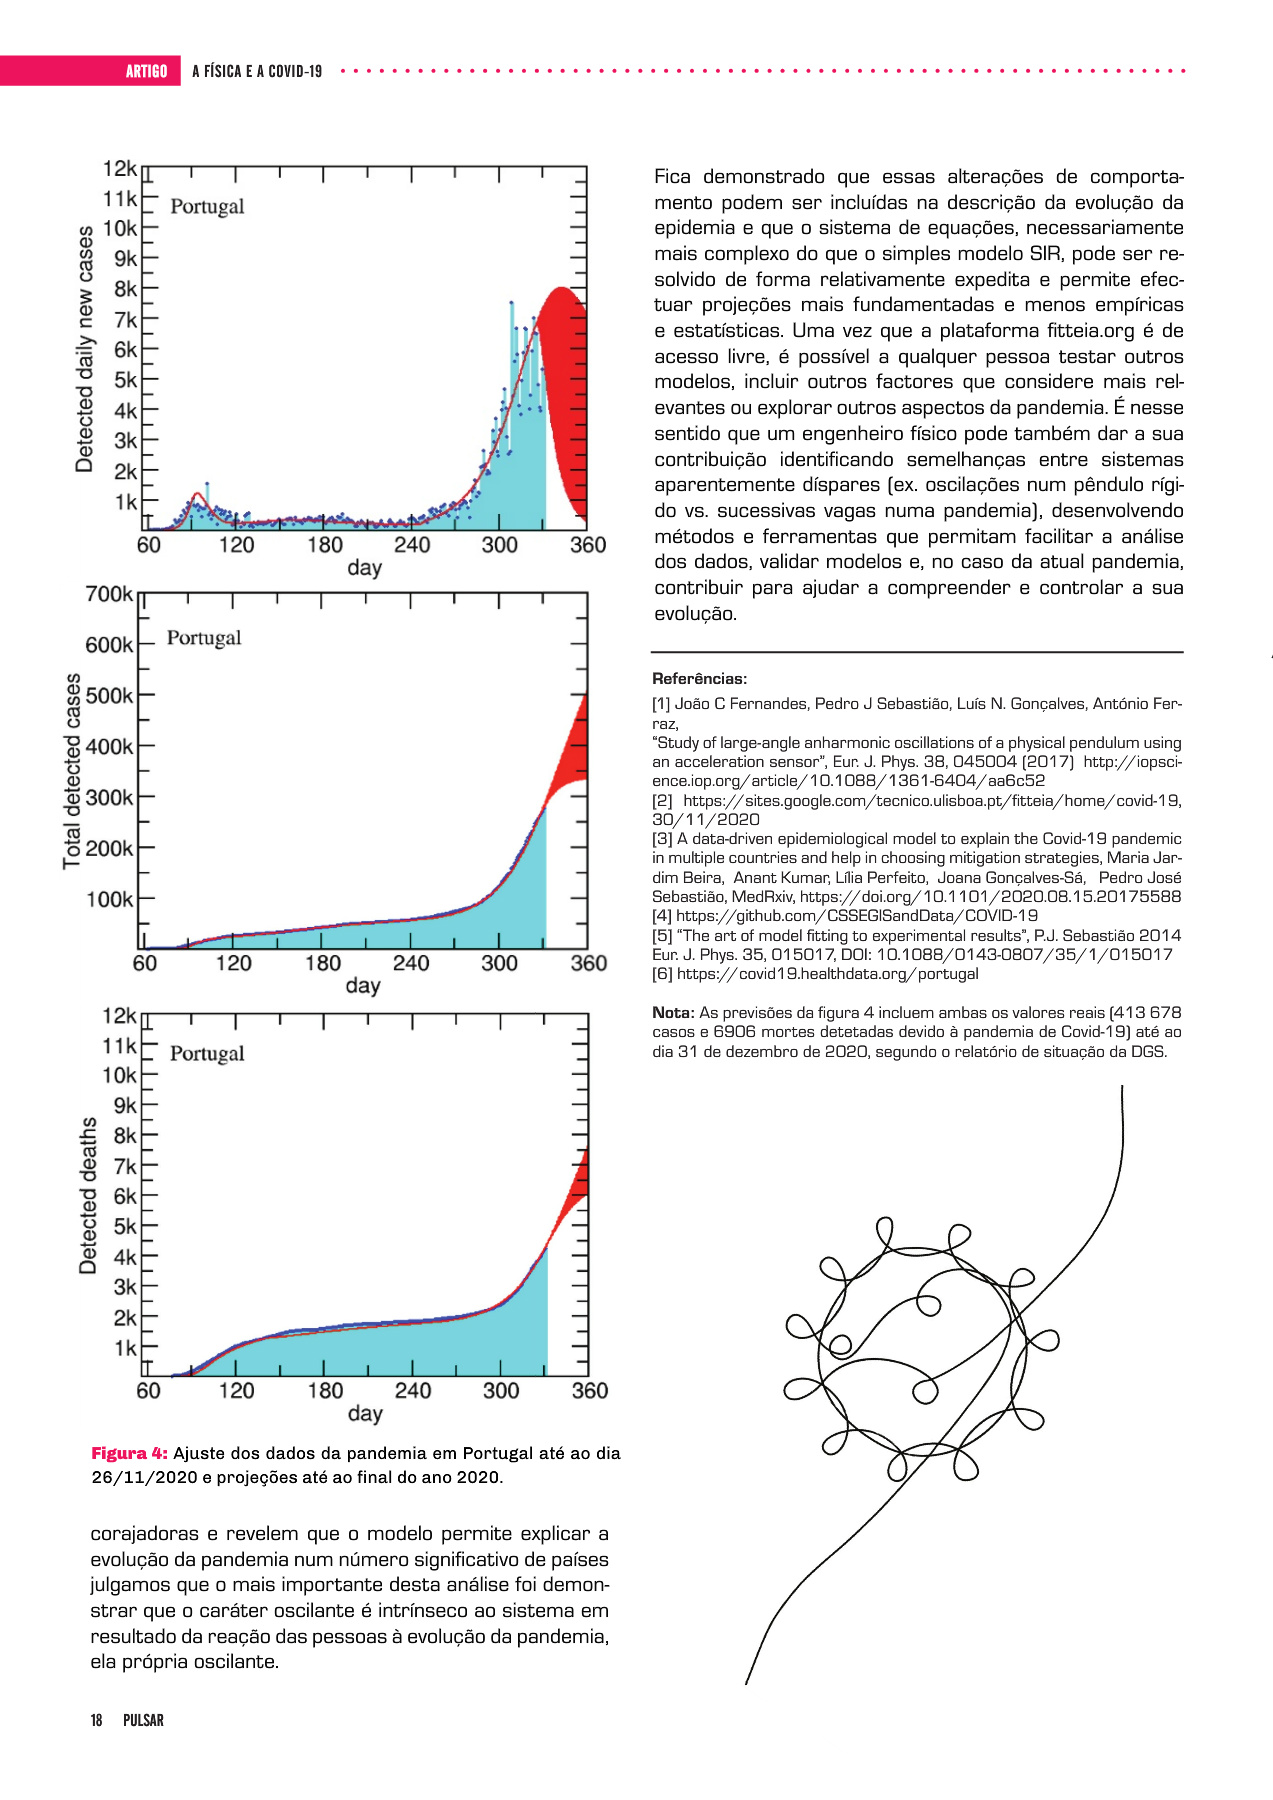 ARTIGO A FÍSICA E A COVID-19
12k
11k
10k
9k
8k
7k
6k
5k
4k
3k
2k
1k
Portugal
Detected daily new cases
60 120 180 240 300 360
day
700k
600k
500k
400k
300k
200k
100k
Portugal
Total detected cases
60 120 180 240 300 360
day
12k
11k
10k
9k
8k
7k
6k
5k
4k
3k
2k
1k
Portugal
Detected deaths
60 120 180 240 300 360
day
Figura 4: Ajuste dos dados da pandemia em Portugal até ao dia
26/11/2020 e projeções até ao final do ano 2020.
corajadoras e revelem que o modelo permite explicar a
evolução da pandemia num número significativo de países
julgamos que o mais importante desta análise foi demon-
strar que o caráter oscilante é intrínseco ao sistema em
resultado da reação das pessoas à evolução da pandemia,
ela própria oscilante.
Fica demonstrado que essas alterações de comporta-
mento podem ser incluídas na descrição da evolução da
epidemia e que o sistema de equações, necessariamente
mais complexo do que o simples modelo SIR, pode ser re-
solvido de forma relativamente expedita e permite efec-
tuar projeções mais fundamentadas e menos empíricas
e estatísticas. Uma vez que a plataforma fitteia.org é de
acesso livre, é possível a qualquer pessoa testar outros
modelos, incluir outros factores que considere mais rel-
evantes ou explorar outros aspectos da pandemia. É nesse
sentido que um engenheiro físico pode também dar a sua
contribuição identificando semelhanças entre sistemas
aparentemente díspares (ex. oscilações num pêndulo rígi-
do vs. sucessivas vagas numa pandemia), desenvolvendo
métodos e ferramentas que permitam facilitar a análise
dos dados, validar modelos e, no caso da atual pandemia,
contribuir para ajudar a compreender e controlar a sua
evolução.
Referências:
[1] João C Fernandes, Pedro J Sebastião, Luís N. Gonçalves, António Fer-
raz,
“Study of large-angle anharmonic oscillations of a physical pendulum using
an acceleration sensor”, Eur. J. Phys. 38, 045004 (2017) http://iopsci-
ence.iop.org/article/10.1088/1361-6404/aa6c52
[2] https://sites.google.com/tecnico.ulisboa.pt/fitteia/home/covid-19,
30/11/2020
[3] A data-driven epidemiological model to explain the Covid-19 pandemic
in multiple countries and help in choosing mitigation strategies, Maria Jar-
dim Beira, Anant Kumar, Lília Perfeito, Joana Gonçalves-Sá, Pedro José
Sebastião, MedRxiv, https://doi.org/10.1101/2020.08.15.20175588
[4] https://github.com/CSSEGISandData/COVID-19
[5] “The art of model fitting to experimental results”, P.J. Sebastião 2014
Eur. J. Phys. 35, 015017, DOI: 10.1088/0143-0807/35/1/015017
[6] https://covid19.healthdata.org/portugal
Nota: As previsões da figura 4 incluem ambas os valores reais (413 678
casos e 6906 mortes detetadas devido à pandemia de Covid-19) até ao
dia 31 de dezembro de 2020, segundo o relatório de situação da DGS.
18 PULSAR